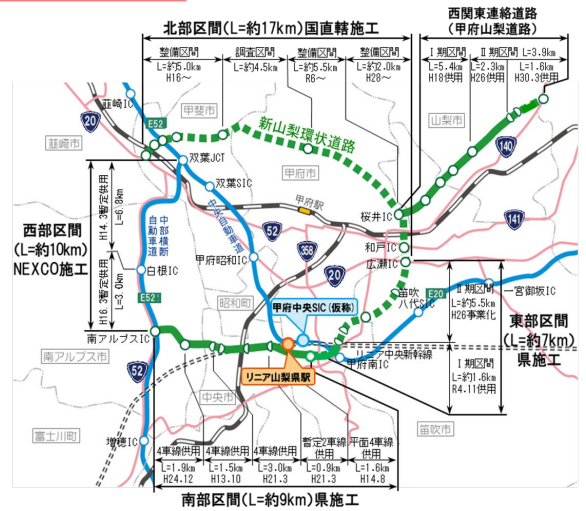 北部区間(L=約17km)国直轄施工
西関東連絡道路
(甲府山梨道路)
整備区間
L=約5.0km
H16～
調査区間
L=約4.5km
整備区間
L=約5.5km
R6～
整備区間
L=約2.0km
H28～
Ⅰ期区間
L=5.4km
H18供用
Ⅱ期区間
L=2.3km
H26供用
L=3.9km
L=1.6km
H30.3供用
韮崎IC
20
E52
甲斐市
山梨市
韮崎市
新山梨環状道路
140
双葉JCT
甲府市
双葉SIC
甲府駅
桜井IC
141
西部区間
(L=約10km)
NEXCO施工
H14.3暫定供用
L=6.8km
中部横断
自動車道
中央自動車道
52
358
和戸IC
広瀬IC
白根IC
甲府昭和IC
20
H16.3暫定供用
L=3.0km
E52
昭和町
笛吹
八代SIC
E20
一宮御坂IC
甲府中央SIC(仮称)
Ⅱ期区間
L=約5.5km
H26事業化
東部区間
(L=約7km)
県施工
南アルプスIC
南アルプス市
リニア中央新幹線
甲府南IC
52
リニア山梨県駅
Ⅰ期区間
L=約1.6km
R4.11供用
中央市
富士川町
増穂IC
笛吹市
4車線供用
L=1.9km
H24.12
4車線供用
L=1.5km
H13.10
4車線供用
L=3.0km
H21.3
暫定2車線
供用
L=0.9km
H21.3
平面4車線
供用
L=1.6km
H14.8
南部区間(L=約9km)県施工